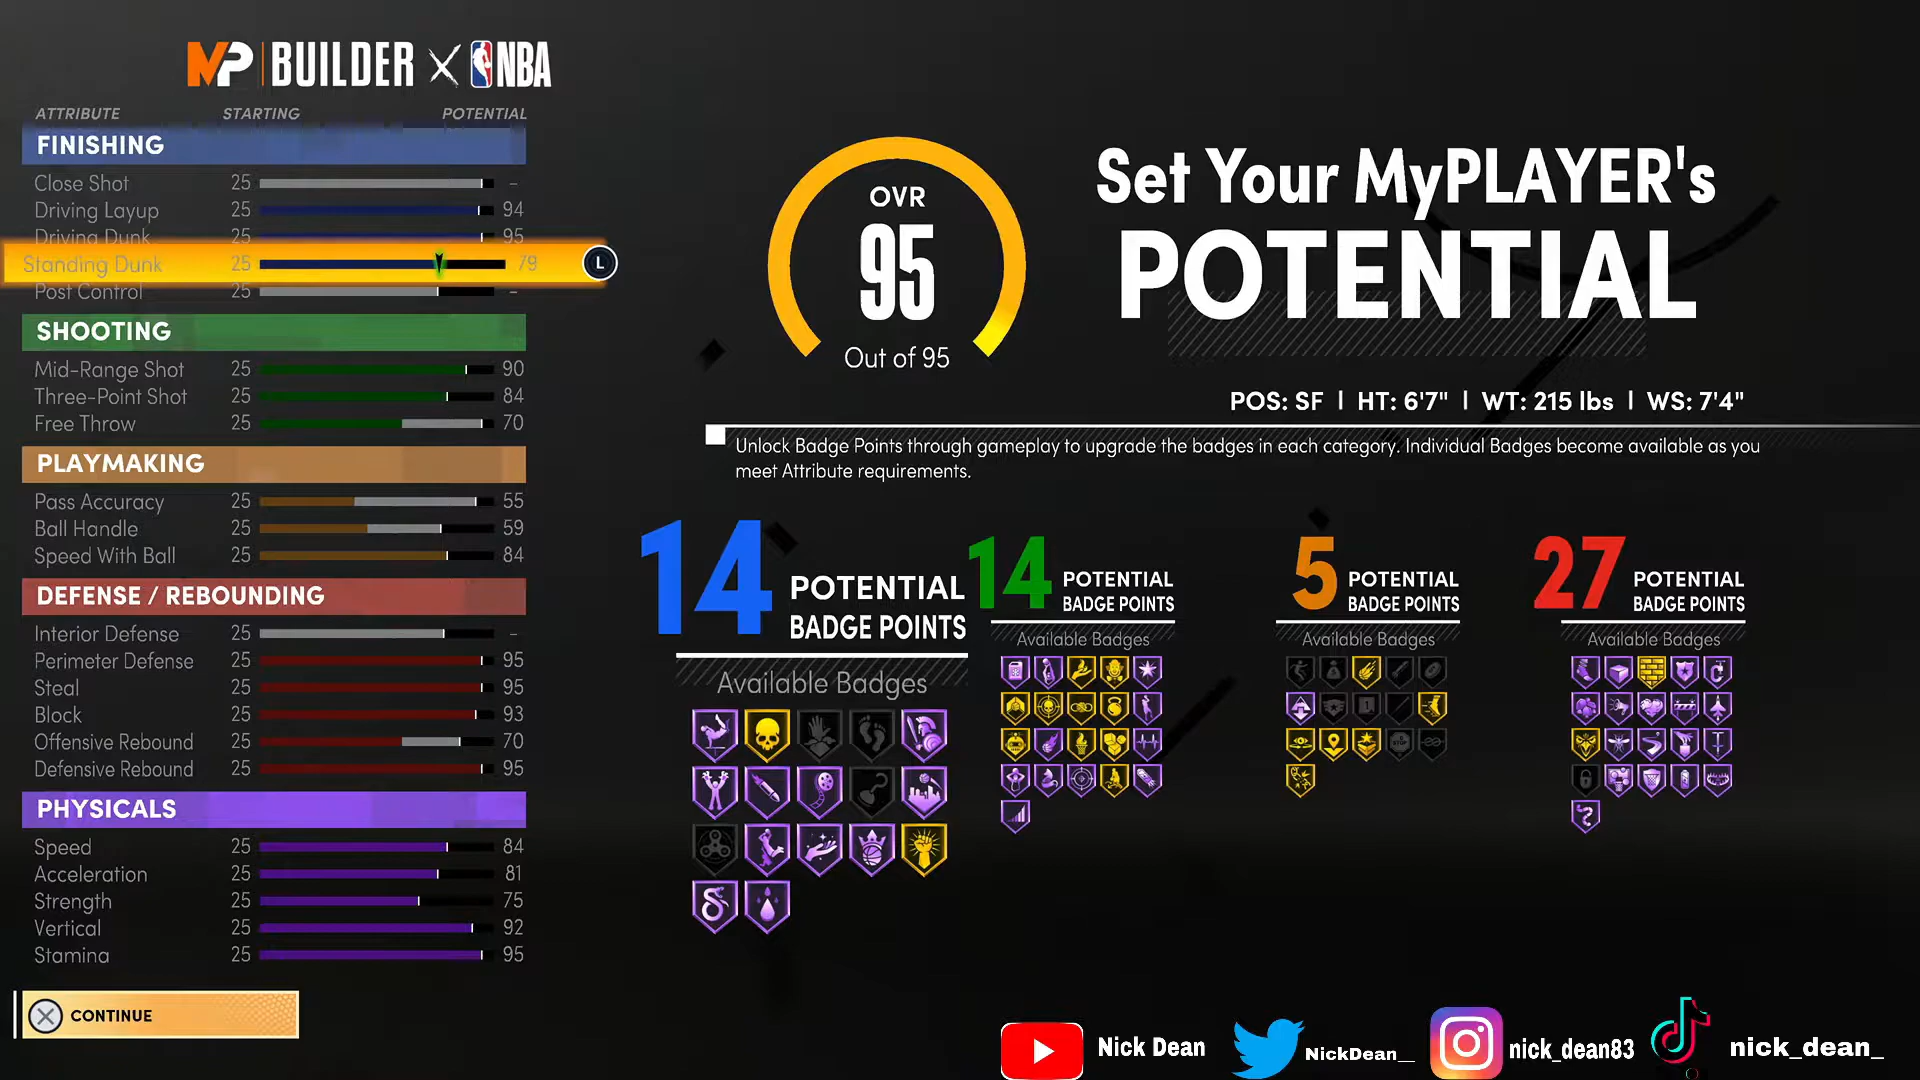 MP | BUILDER X NBA
ATTRIBUTE STARTING POTENTIAL
FINISHING
Close Shot 25 –
Driving Layup 25 94
Driving Dunk 25 95
Standing Dunk 25 79 L
Post Control 25 –
SHOOTING
Mid-Range Shot 25 90
Three-Point Shot 25 84
Free Throw 25 70
PLAYMAKING
Pass Accuracy 25 55
Ball Handle 25 59
Speed With Ball 25 84
DEFENSE / REBOUNDING
Interior Defense 25 –
Perimeter Defense 25 95
Steal 25 95
Block 25 93
Offensive Rebound 25 70
Defensive Rebound 25 95
PHYSICALS
Speed 25 84
Acceleration 25 81
Strength 25 75
Vertical 25 92
Stamina 25 95
CONTINUE
OVR
95
Out of 95
Set Your MyPLAYER's
POTENTIAL
POS: SF | HT: 6'7" | WT: 215 lbs | WS: 7'4"
Unlock Badge Points through gameplay to upgrade the badges in each category. Individual Badges become available as you
meet Attribute requirements.
14 POTENTIAL
BADGE POINTS
Available Badges
14 POTENTIAL
BADGE POINTS
Available Badges
5 POTENTIAL
BADGE POINTS
Available Badges
27 POTENTIAL
BADGE POINTS
Available Badges
Nick Dean NickDean__ nick_dean83 nick_dean_